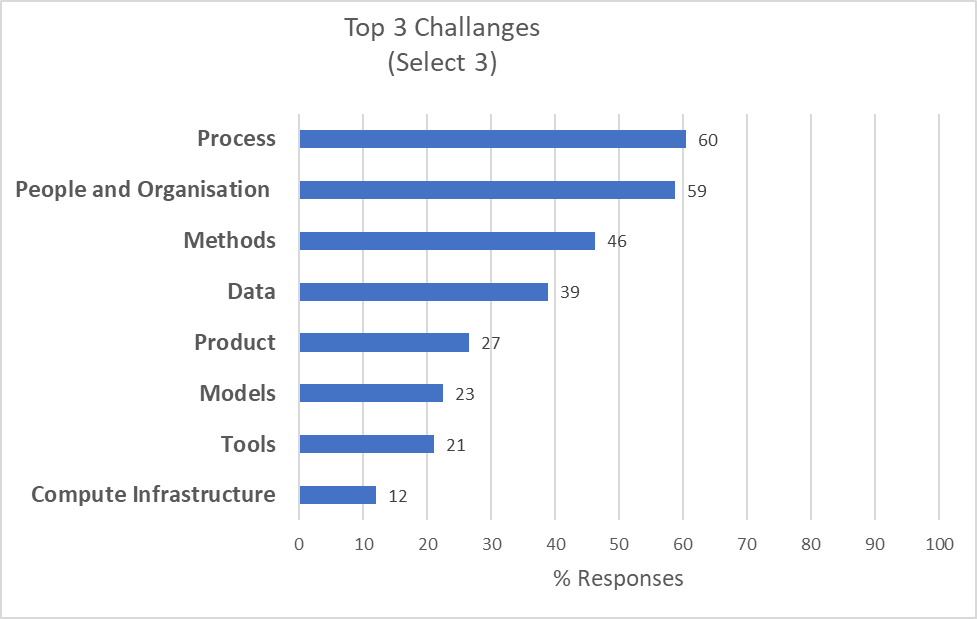 Top 3 Challanges
(Select 3)
Process 60
People and Organisation 59
Methods 46
Data 39
Product 27
Models 23
Tools 21
Compute Infrastructure 12
0 10 20 30 40 50 60 70 80 90 100
% Responses